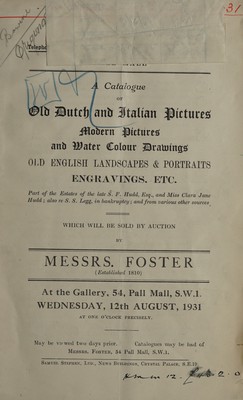 31
A Catalogue
OF
Old Dutch and Italian Pictures
Modern Pictures
and Water Colour Drawings
OLD ENGLISH LANDSCAPES & PORTRAITS
ENGRAVINGS, ETC.
Part of the Estates of the late S. F. Hudd, Esq., and Miss Clara Jane
Hudd; also re S. S. Legg, in bankruptcy; and from various other sources.
WHICH WILL BE SOLD BY AUCTION
BY
MESSRS. FOSTER
(Established 1810)
At the Gallery, 54, Pall Mall, S.W.1.
WEDNESDAY, 12th AUGUST, 1931
AT ONE O'CLOCK PRECISELY.
May be viewed two days prior. Catalogues may be had of
MESSRS. FOSTER, 54 Pall Mall, S.W.1.